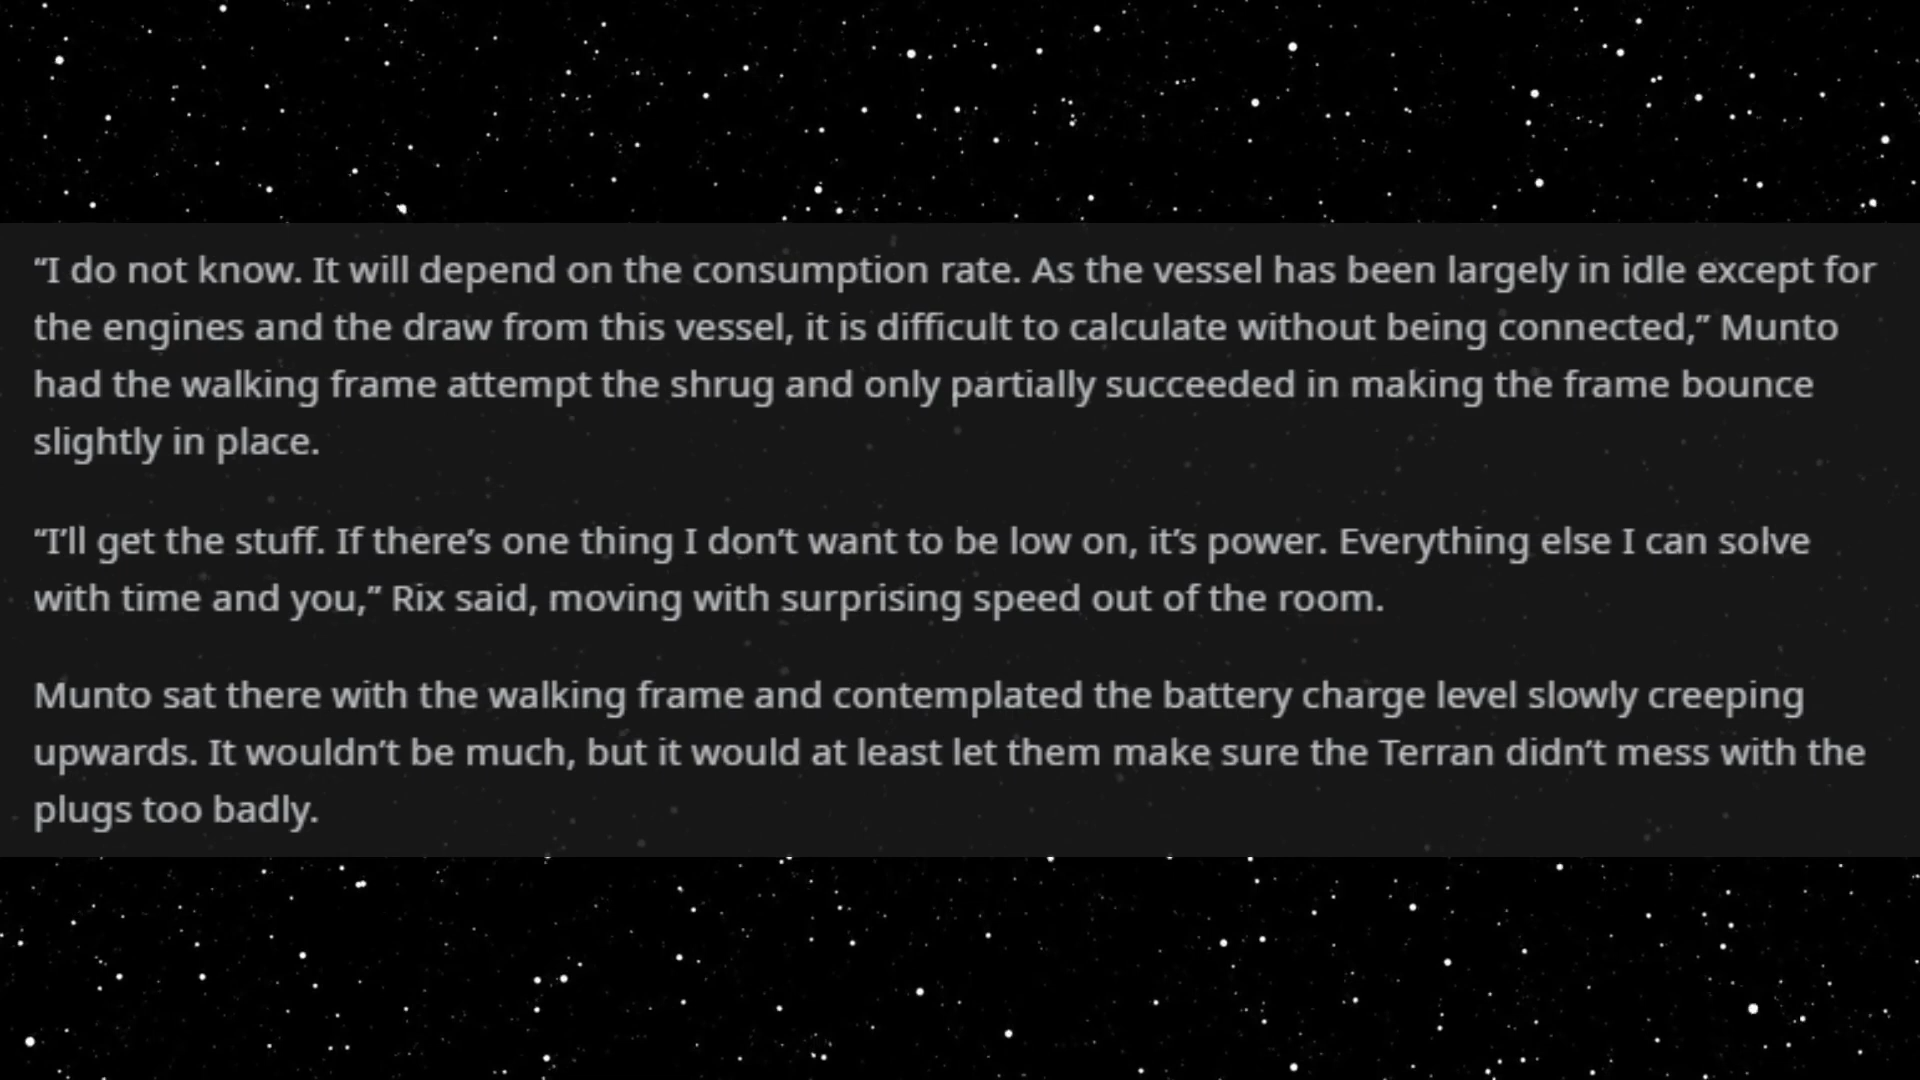 “I do not know. It will depend on the consumption rate. As the vessel has been largely in idle except for
the engines and the draw from this vessel, it is difficult to calculate without being connected,” Munto
had the walking frame attempt the shrug and only partially succeeded in making the frame bounce
slightly in place.
“I’ll get the stuff. If there’s one thing I don’t want to be low on, it’s power. Everything else I can solve
with time and you,” Rix said, moving with surprising speed out of the room.
Munto sat there with the walking frame and contemplated the battery charge level slowly creeping
upwards. It wouldn’t be much, but it would at least let them make sure the Terran didn’t mess with the
plugs too badly.